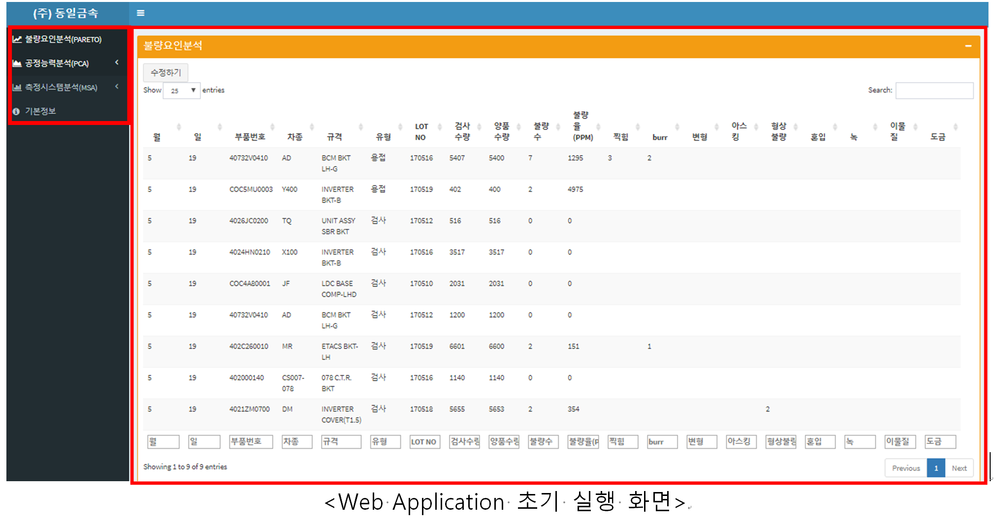 (주) 동일금속
불량요인분석(PARETO)
공정능력분석(PCA)
측정시스템분석(MSA)
기본정보
불량요인분석
수정하기
Show 25 entries
Search:
월 일 부품번호 차종 규격 유형 LOT NO 검사 수량 양품 수량 불량 수 불량 율 (PPM) 찍힘 burr 변형 아스 킹 형상 불량 혼입 녹 이물 질 도금
5 19 40732V0410 AD BCM BKT LH-G 용접 170516 5407 5400 7 1295 3 2
5 19 COC5MU0003 Y400 INVERTER BKT-B 용접 170519 402 400 2 4975
5 19 4026JC0200 TQ UNIT ASSY SBR BKT 검사 170512 516 516 0 0
5 19 4024HN0210 X100 INVERTER BKT-B 검사 170516 3517 3517 0 0
5 19 COC4A80001 JF LDC BASE COMP-LHD 검사 170510 2031 2031 0 0
5 19 40732V0410 AD BCM BKT LH-G 검사 170512 1200 1200 0 0
5 19 402C260010 MR ETACS BKT-LH 검사 170519 6601 6600 2 151 1
5 19 402000140 CS007-078 078 C.T.R. BKT 검사 170516 1140 1140 0 0
5 19 4021ZM0700 DM INVERTER COVER(T1.5) 검사 170518 5655 5653 2 354 2
월 일 부품번호 차종 규격 유형 LOT NO 검사수량 양품수량 불량수 불량율(P 찍힘 burr 변형 아스킹 형상불량 혼입 녹 이물질 도금
Showing 1 to 9 of 9 entries
Previous 1 Next
<Web Application 초기 실행 화면>